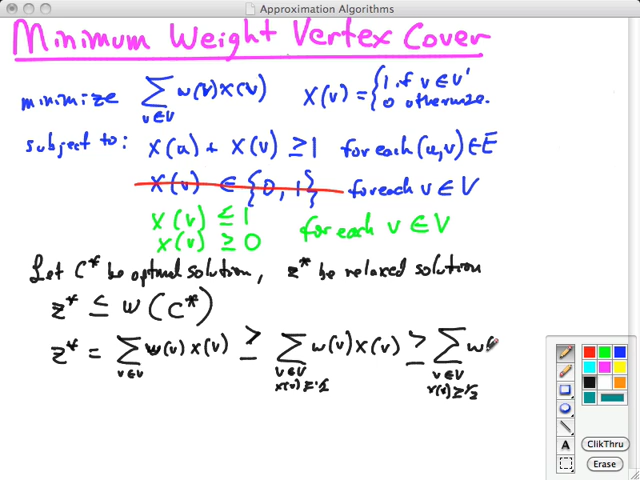 Approximation Algorithms
Minimum Weight Vertex Cover
minimize ∑ w(v)x(v) X(v) = { 1 if v ∈ V'
v∈V 0 otherwise.
subject to: X(u) + X(v) ≥ 1 for each (u,v) ∈ E
X(v) ∈ {0, 1} for each v ∈ V
X(v) ≤ 1 for each v ∈ V
X(v) ≥ 0
Let C* be optimal solution, z* be relaxed solution
z* ≤ w(C*)
z* = ∑ w(v) x(v) ≥ ∑ w(v) x(v) ≥ ∑ w(
v∈V v∈V v∈V
x(v) ≥ 1/2 x(v) ≥ 1/2
A
ClikThru
Erase